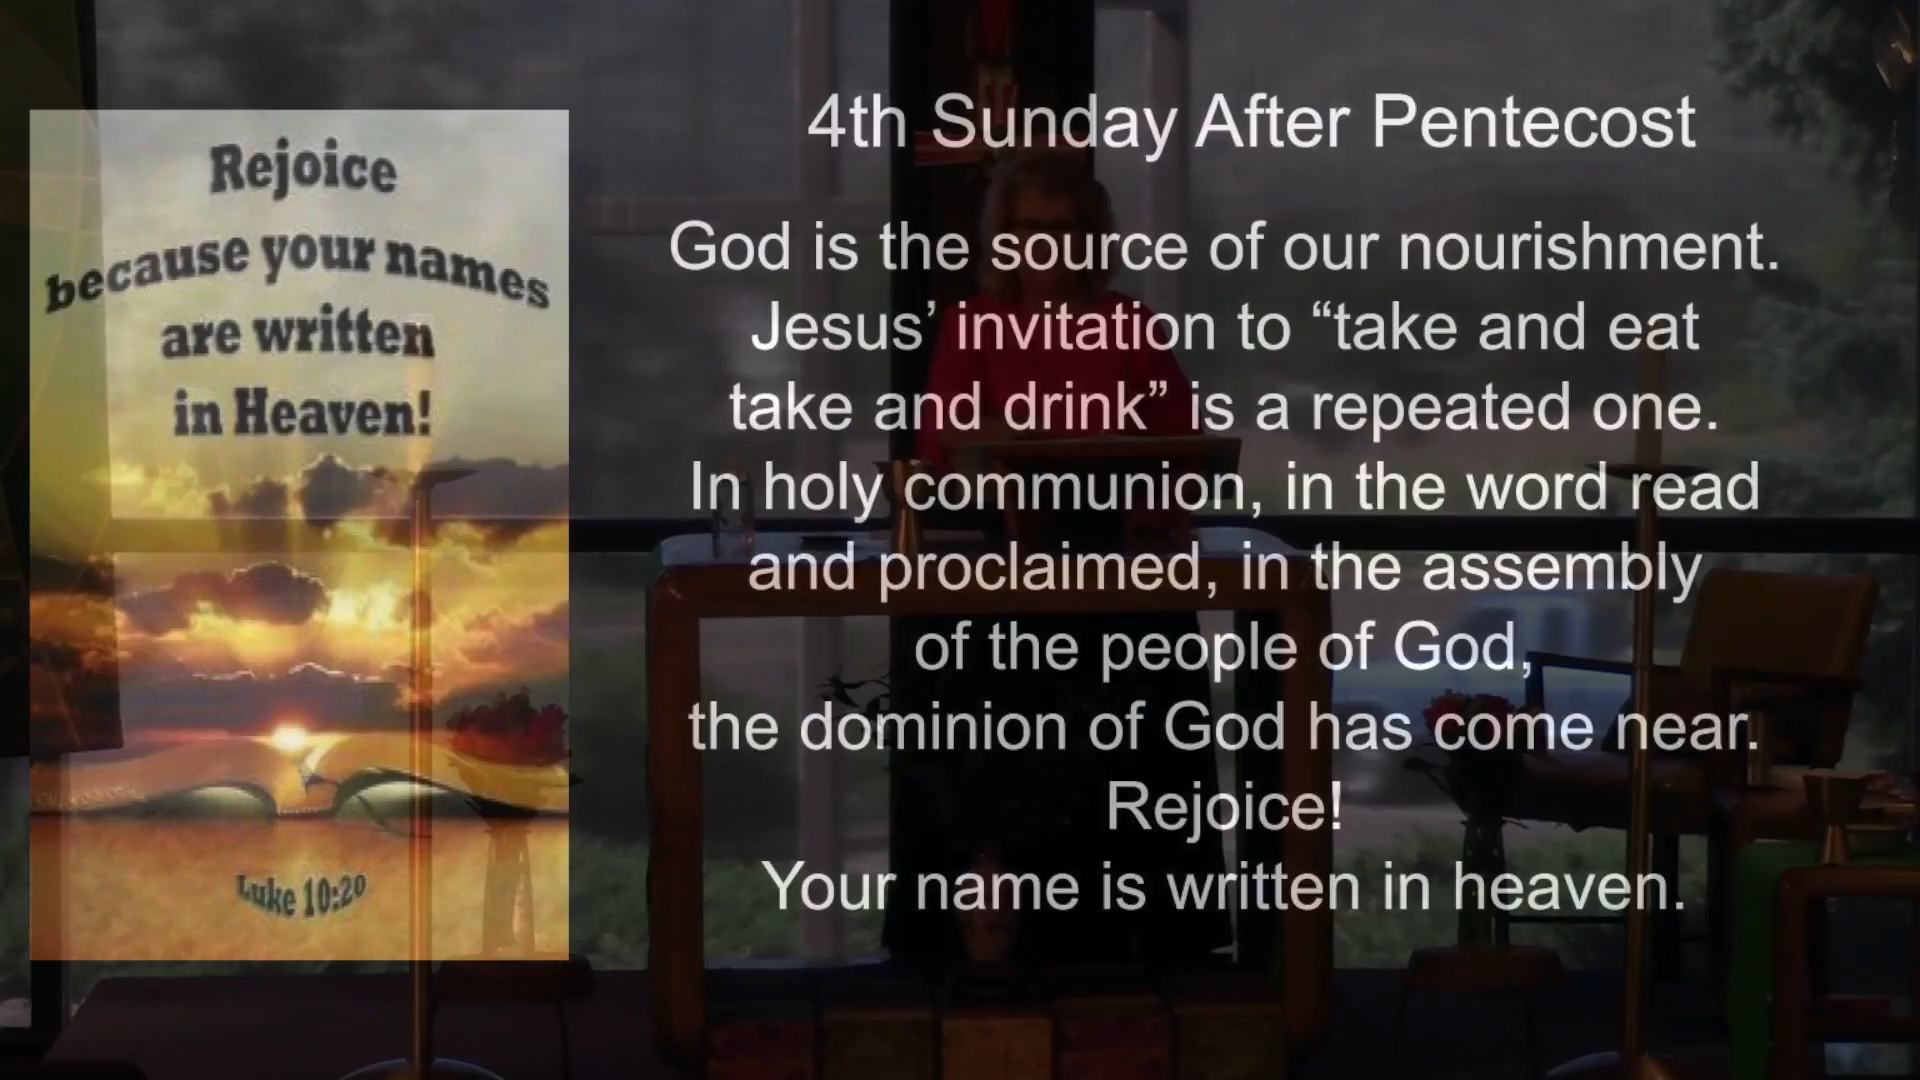 Rejoice
because your names
are written
in Heaven!
Luke 10:20
4th Sunday After Pentecost
God is the source of our nourishment.
Jesus’ invitation to “take and eat
take and drink” is a repeated one.
In holy communion, in the word read
and proclaimed, in the assembly
of the people of God,
the dominion of God has come near.
Rejoice!
Your name is written in heaven.